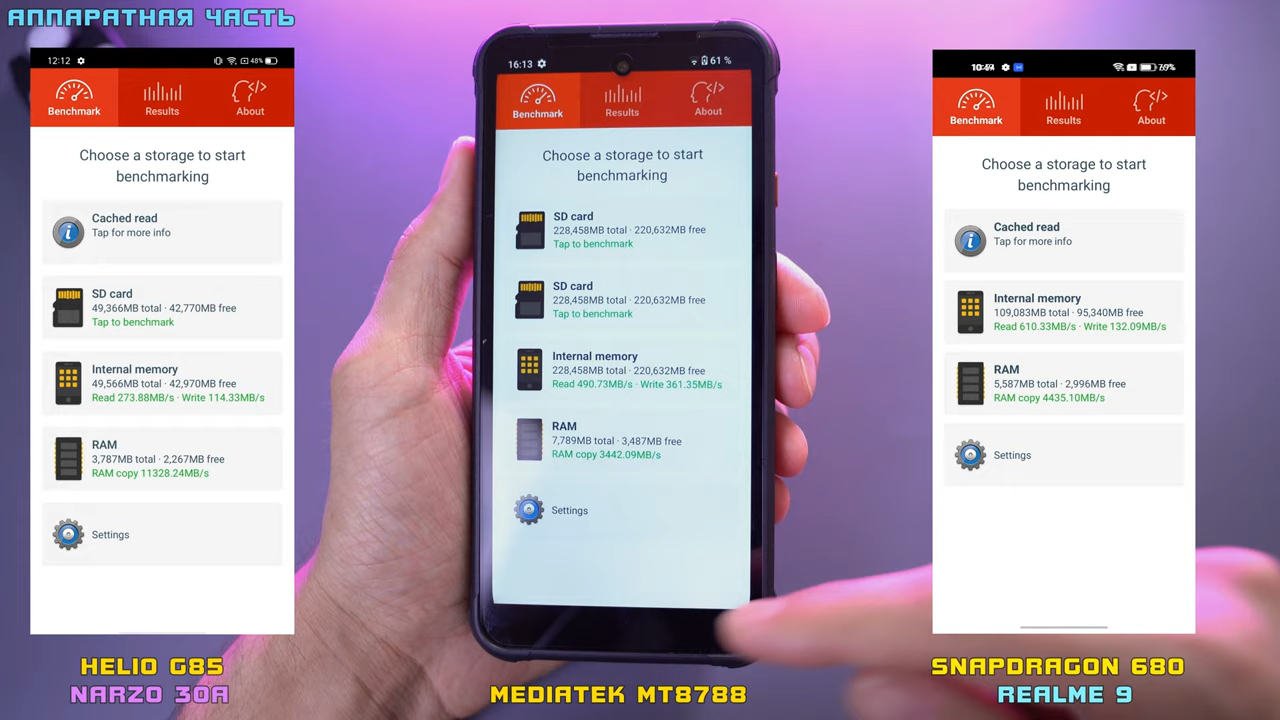 АППАРАТНАЯ ЧАСТЬ
12:12
48%
Benchmark
Results
About
Choose a storage to start
benchmarking
Cached read
Tap for more info
SD card
49,366MB total · 42,770MB free
Tap to benchmark
Internal memory
49,566MB total · 42,970MB free
Read 273.88MB/s · Write 114.33MB/s
RAM
3,787MB total · 2,267MB free
RAM copy 11328.24MB/s
Settings
HELIO G85
NARZO 30A
16:13
61 %
Benchmark
Results
About
Choose a storage to start
benchmarking
SD card
228,458MB total · 220,632MB free
Tap to benchmark
SD card
228,458MB total · 220,632MB free
Tap to benchmark
Internal memory
228,458MB total · 220,632MB free
Read 490.73MB/s · Write 361.35MB/s
RAM
7,789MB total · 3,487MB free
RAM copy 3442.09MB/s
Settings
MEDIATEK MT8788
Benchmark
Results
About
Choose a storage to start
benchmarking
Cached read
Tap for more info
Internal memory
109,083MB total · 95,340MB free
Read 610.33MB/s · Write 132.09MB/s
RAM
5,587MB total · 2,996MB free
RAM copy 4435.10MB/s
Settings
SNAPDRAGON 680
REALME 9